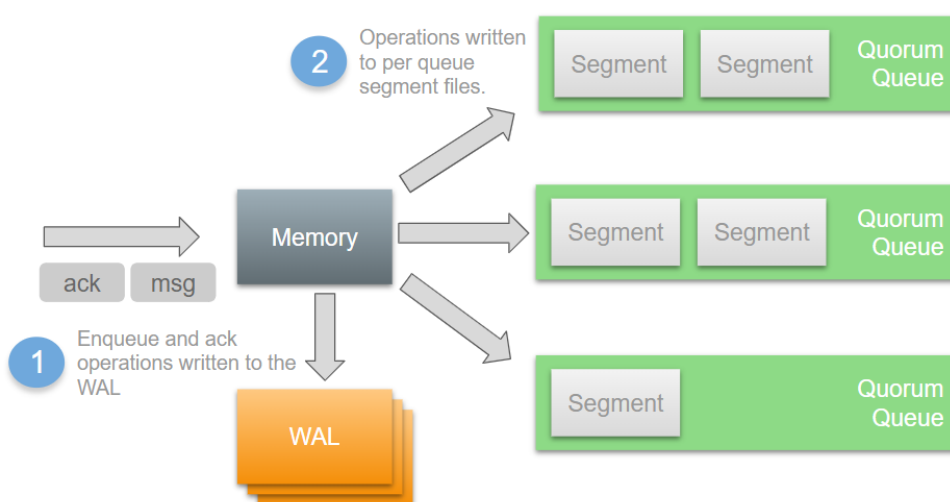 2
Operations written
to per queue
segment files.
Segment
Segment
Quorum
Queue
Memory
ack
msg
Segment
Segment
Quorum
Queue
1
Enqueue and ack
operations written to the
WAL
WAL
Segment
Quorum
Queue